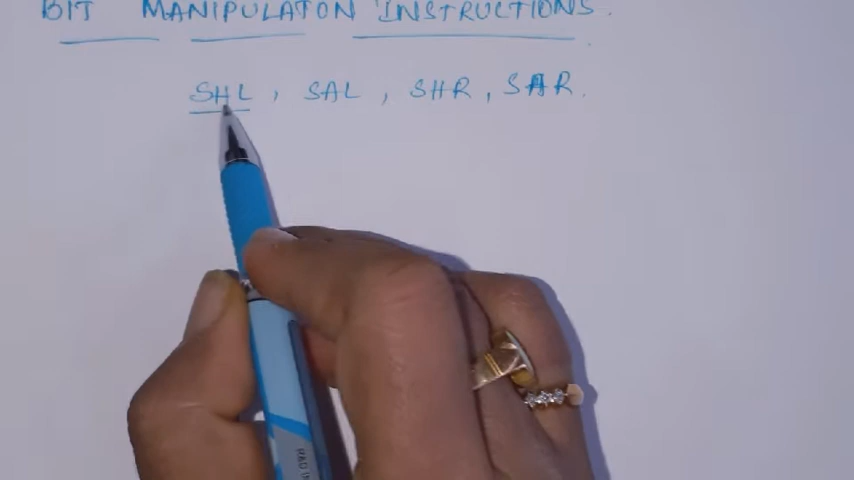 BIT MANIPULATON INSTRUCTIONS.
SHL, SAL, SHR, SAR.